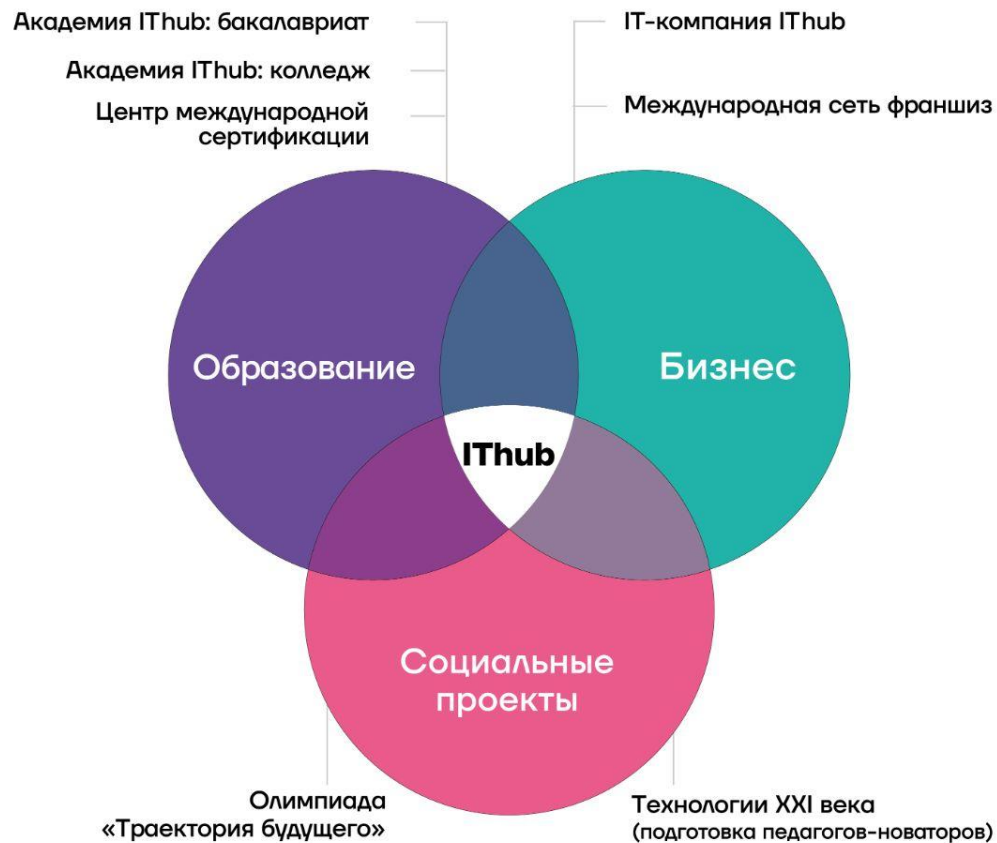 Академия IThub: бакалавриат
Академия IThub: колледж
Центр международной
сертификации
IT-компания IThub
Международная сеть франшиз
Образование
Бизнес
IThub
Социальные
проекты
Олимпиада
«Траектория будущего»
Технологии XXI века
(подготовка педагогов-новаторов)